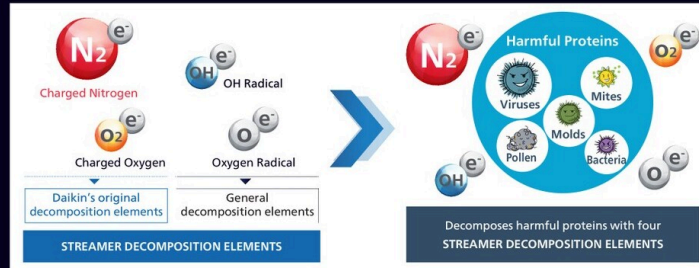 N2 e-
Charged Nitrogen
OH e-
OH Radical
O2 e-
Charged Oxygen
O e-
Oxygen Radical
Daikin's original
decomposition elements
General
decomposition elements
STREAMER DECOMPOSITION ELEMENTS
N2 e-
Harmful Proteins
O2 e-
Viruses
Mites
Molds
Pollen
Bacteria
OH e-
O e-
Decomposes harmful proteins with four
STREAMER DECOMPOSITION ELEMENTS